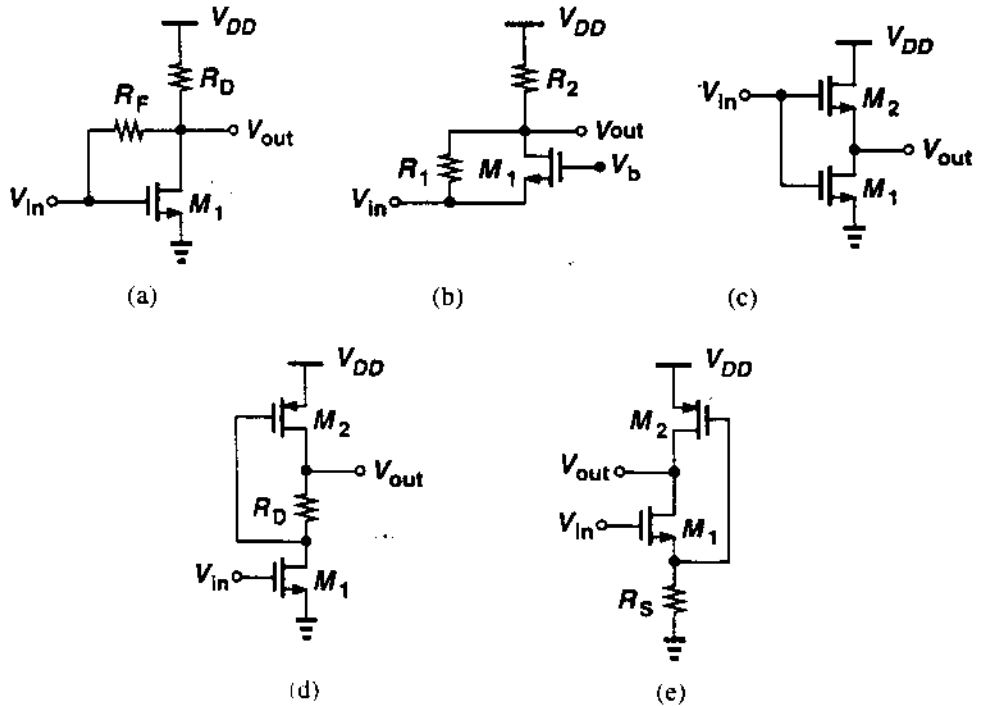 V_DD
R_D
R_F
V_out
V_in
M_1
(a)
V_DD
R_2
Vout
R_1
M_1
V_b
V_in
(b)
V_DD
V_in
M_2
V_out
M_1
(c)
V_DD
M_2
V_out
R_D
V_in
M_1
(d)
V_DD
M_2
V_out
V_in
M_1
R_S
(e)